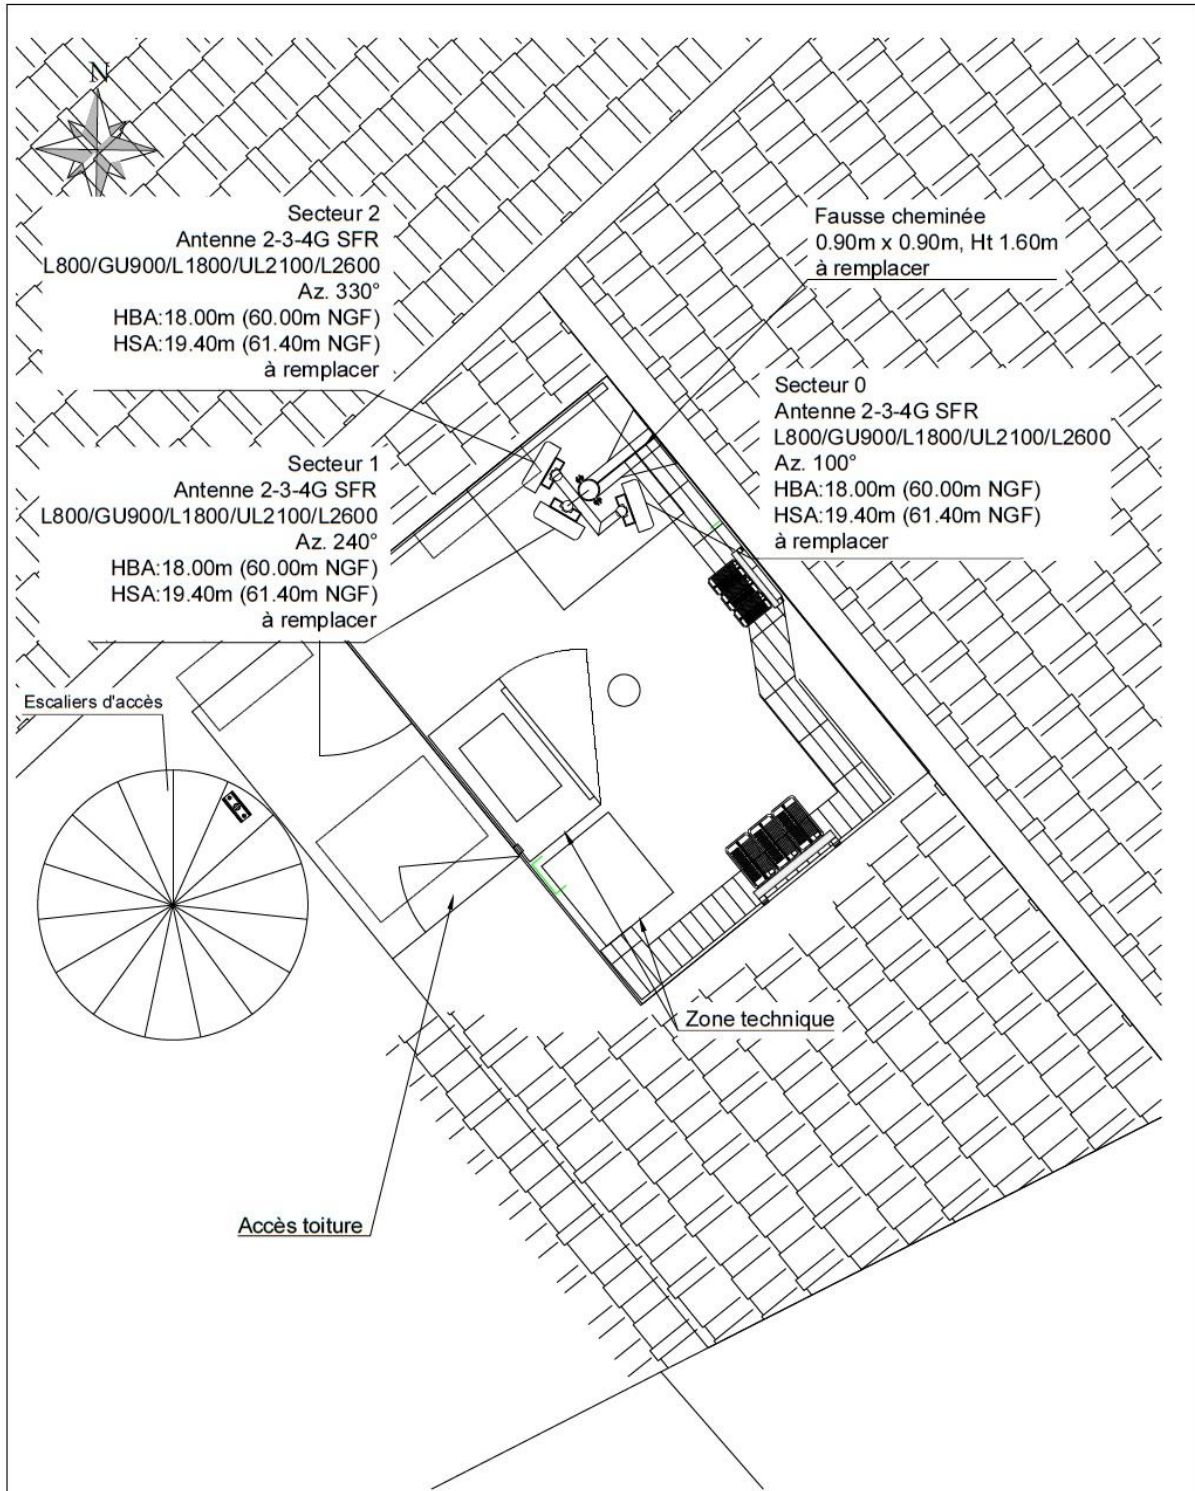 N
Secteur 2
Antenne 2-3-4G SFR
L800/GU900/L1800/UL2100/L2600
Az. 330°
HBA:18.00m (60.00m NGF)
HSA:19.40m (61.40m NGF)
à remplacer
Fausse cheminée
0.90m x 0.90m, Ht 1.60m
à remplacer
Secteur 0
Antenne 2-3-4G SFR
L800/GU900/L1800/UL2100/L2600
Az. 100°
HBA:18.00m (60.00m NGF)
HSA:19.40m (61.40m NGF)
à remplacer
Secteur 1
Antenne 2-3-4G SFR
L800/GU900/L1800/UL2100/L2600
Az. 240°
HBA:18.00m (60.00m NGF)
HSA:19.40m (61.40m NGF)
à remplacer
Escaliers d'accès
Zone technique
Accès toiture